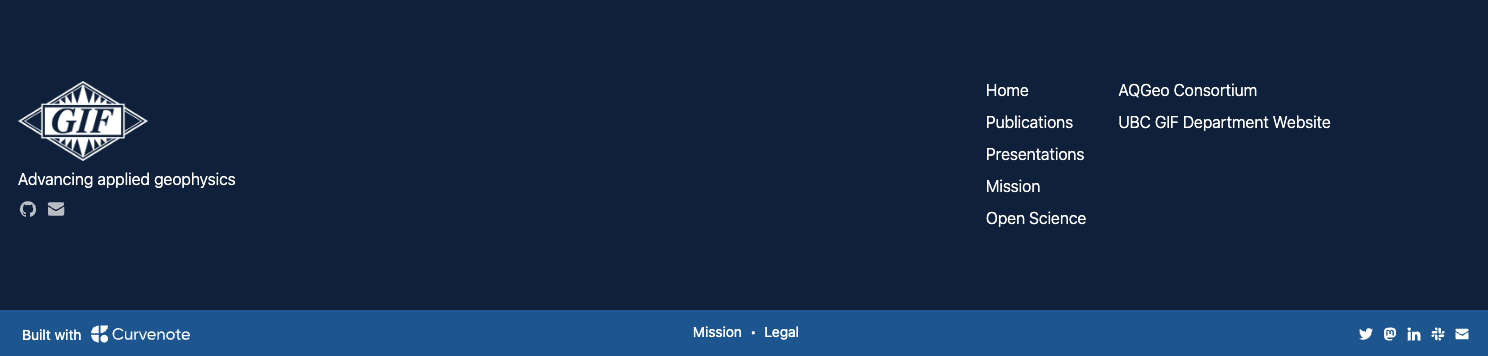 GIF
Advancing applied geophysics
Home
Publications
Presentations
Mission
Open Science
AQGeo Consortium
UBC GIF Department Website
Built with Curvenote
Mission • Legal